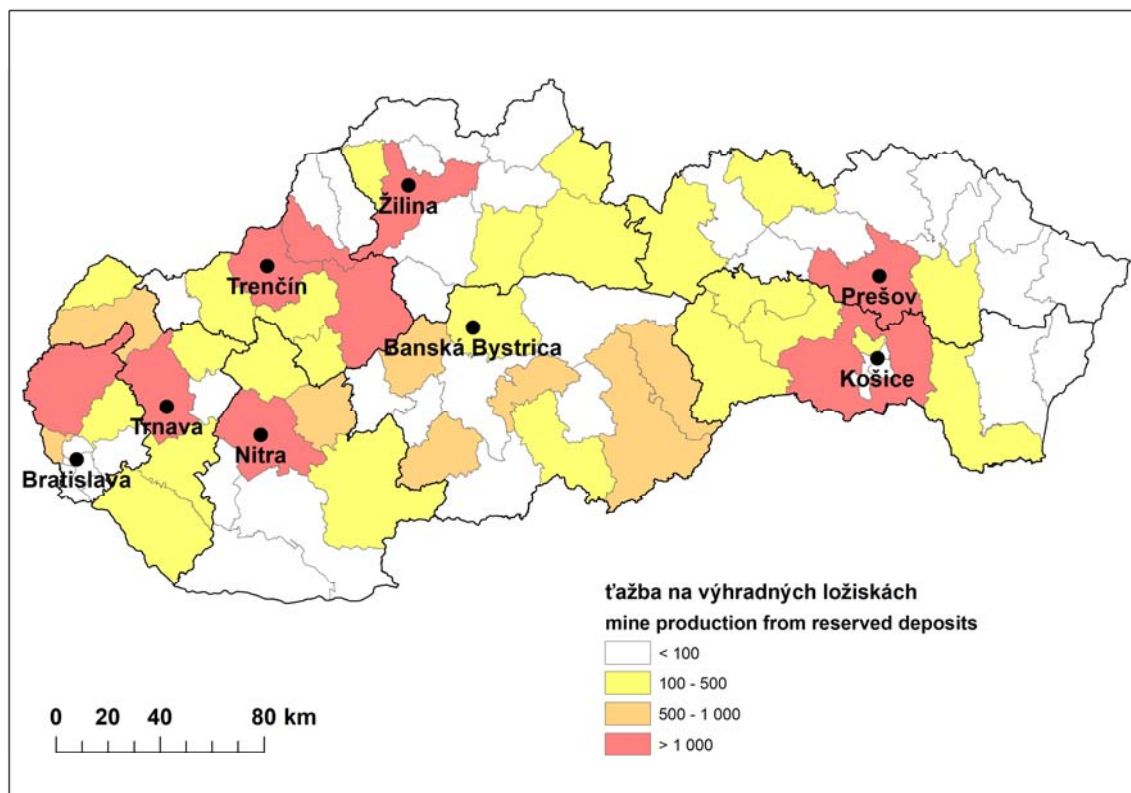 Žilina
Trenčín
Prešov
Banská Bystrica
Košice
Trnava
Nitra
Bratislava
ťažba na výhradných ložiskách
mine production from reserved deposits
< 100
100 - 500
500 - 1 000
> 1 000
0 20 40 80 km